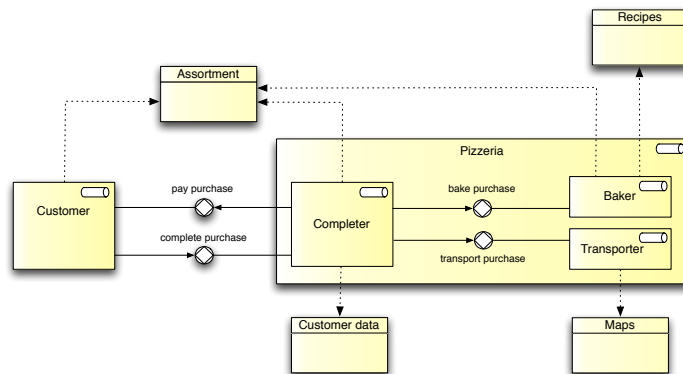 Recipes
Assortment
Pizzeria
pay purchase
bake purchase
Customer
Completer
Baker
complete purchase
transport purchase
Transporter
Customer data
Maps